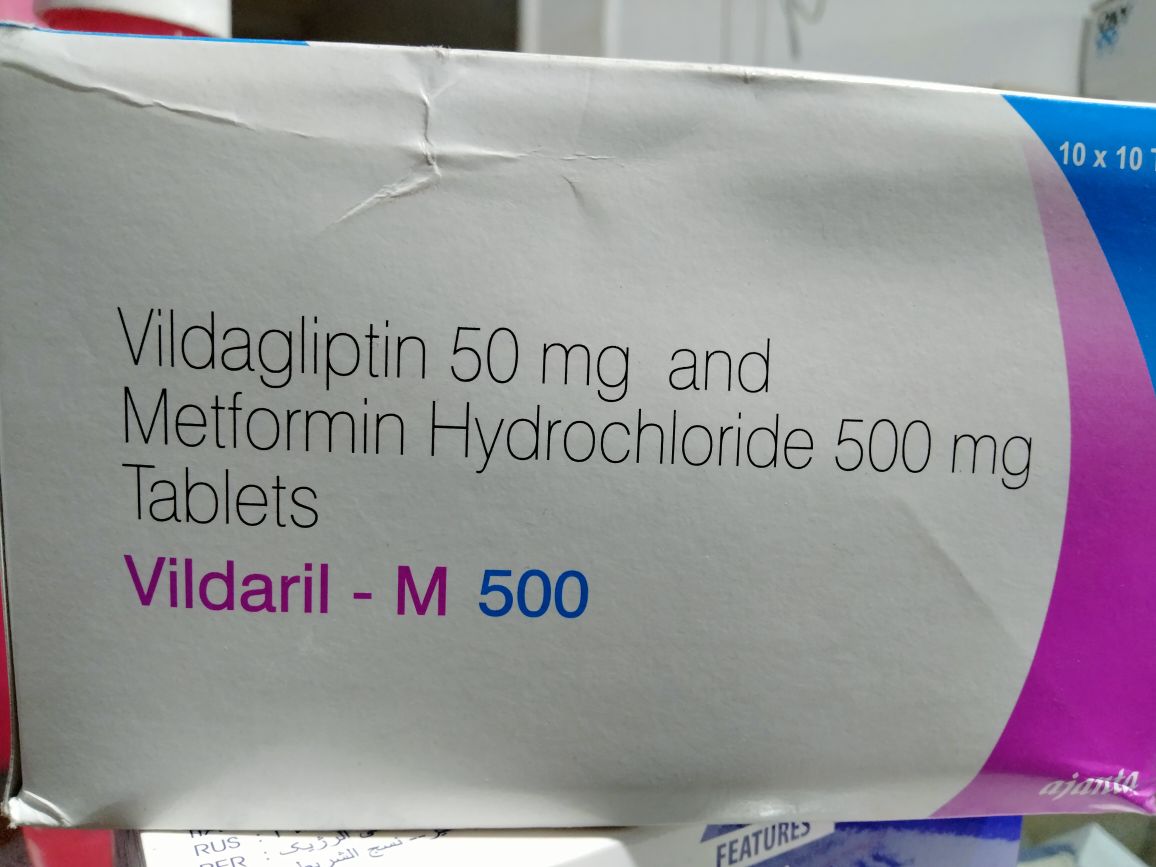 10 x 10
Vildagliptin 50 mg and
Metformin Hydrochloride 500 mg
Tablets
Vildaril - M 500
ajanta
RUS :
FEATURES